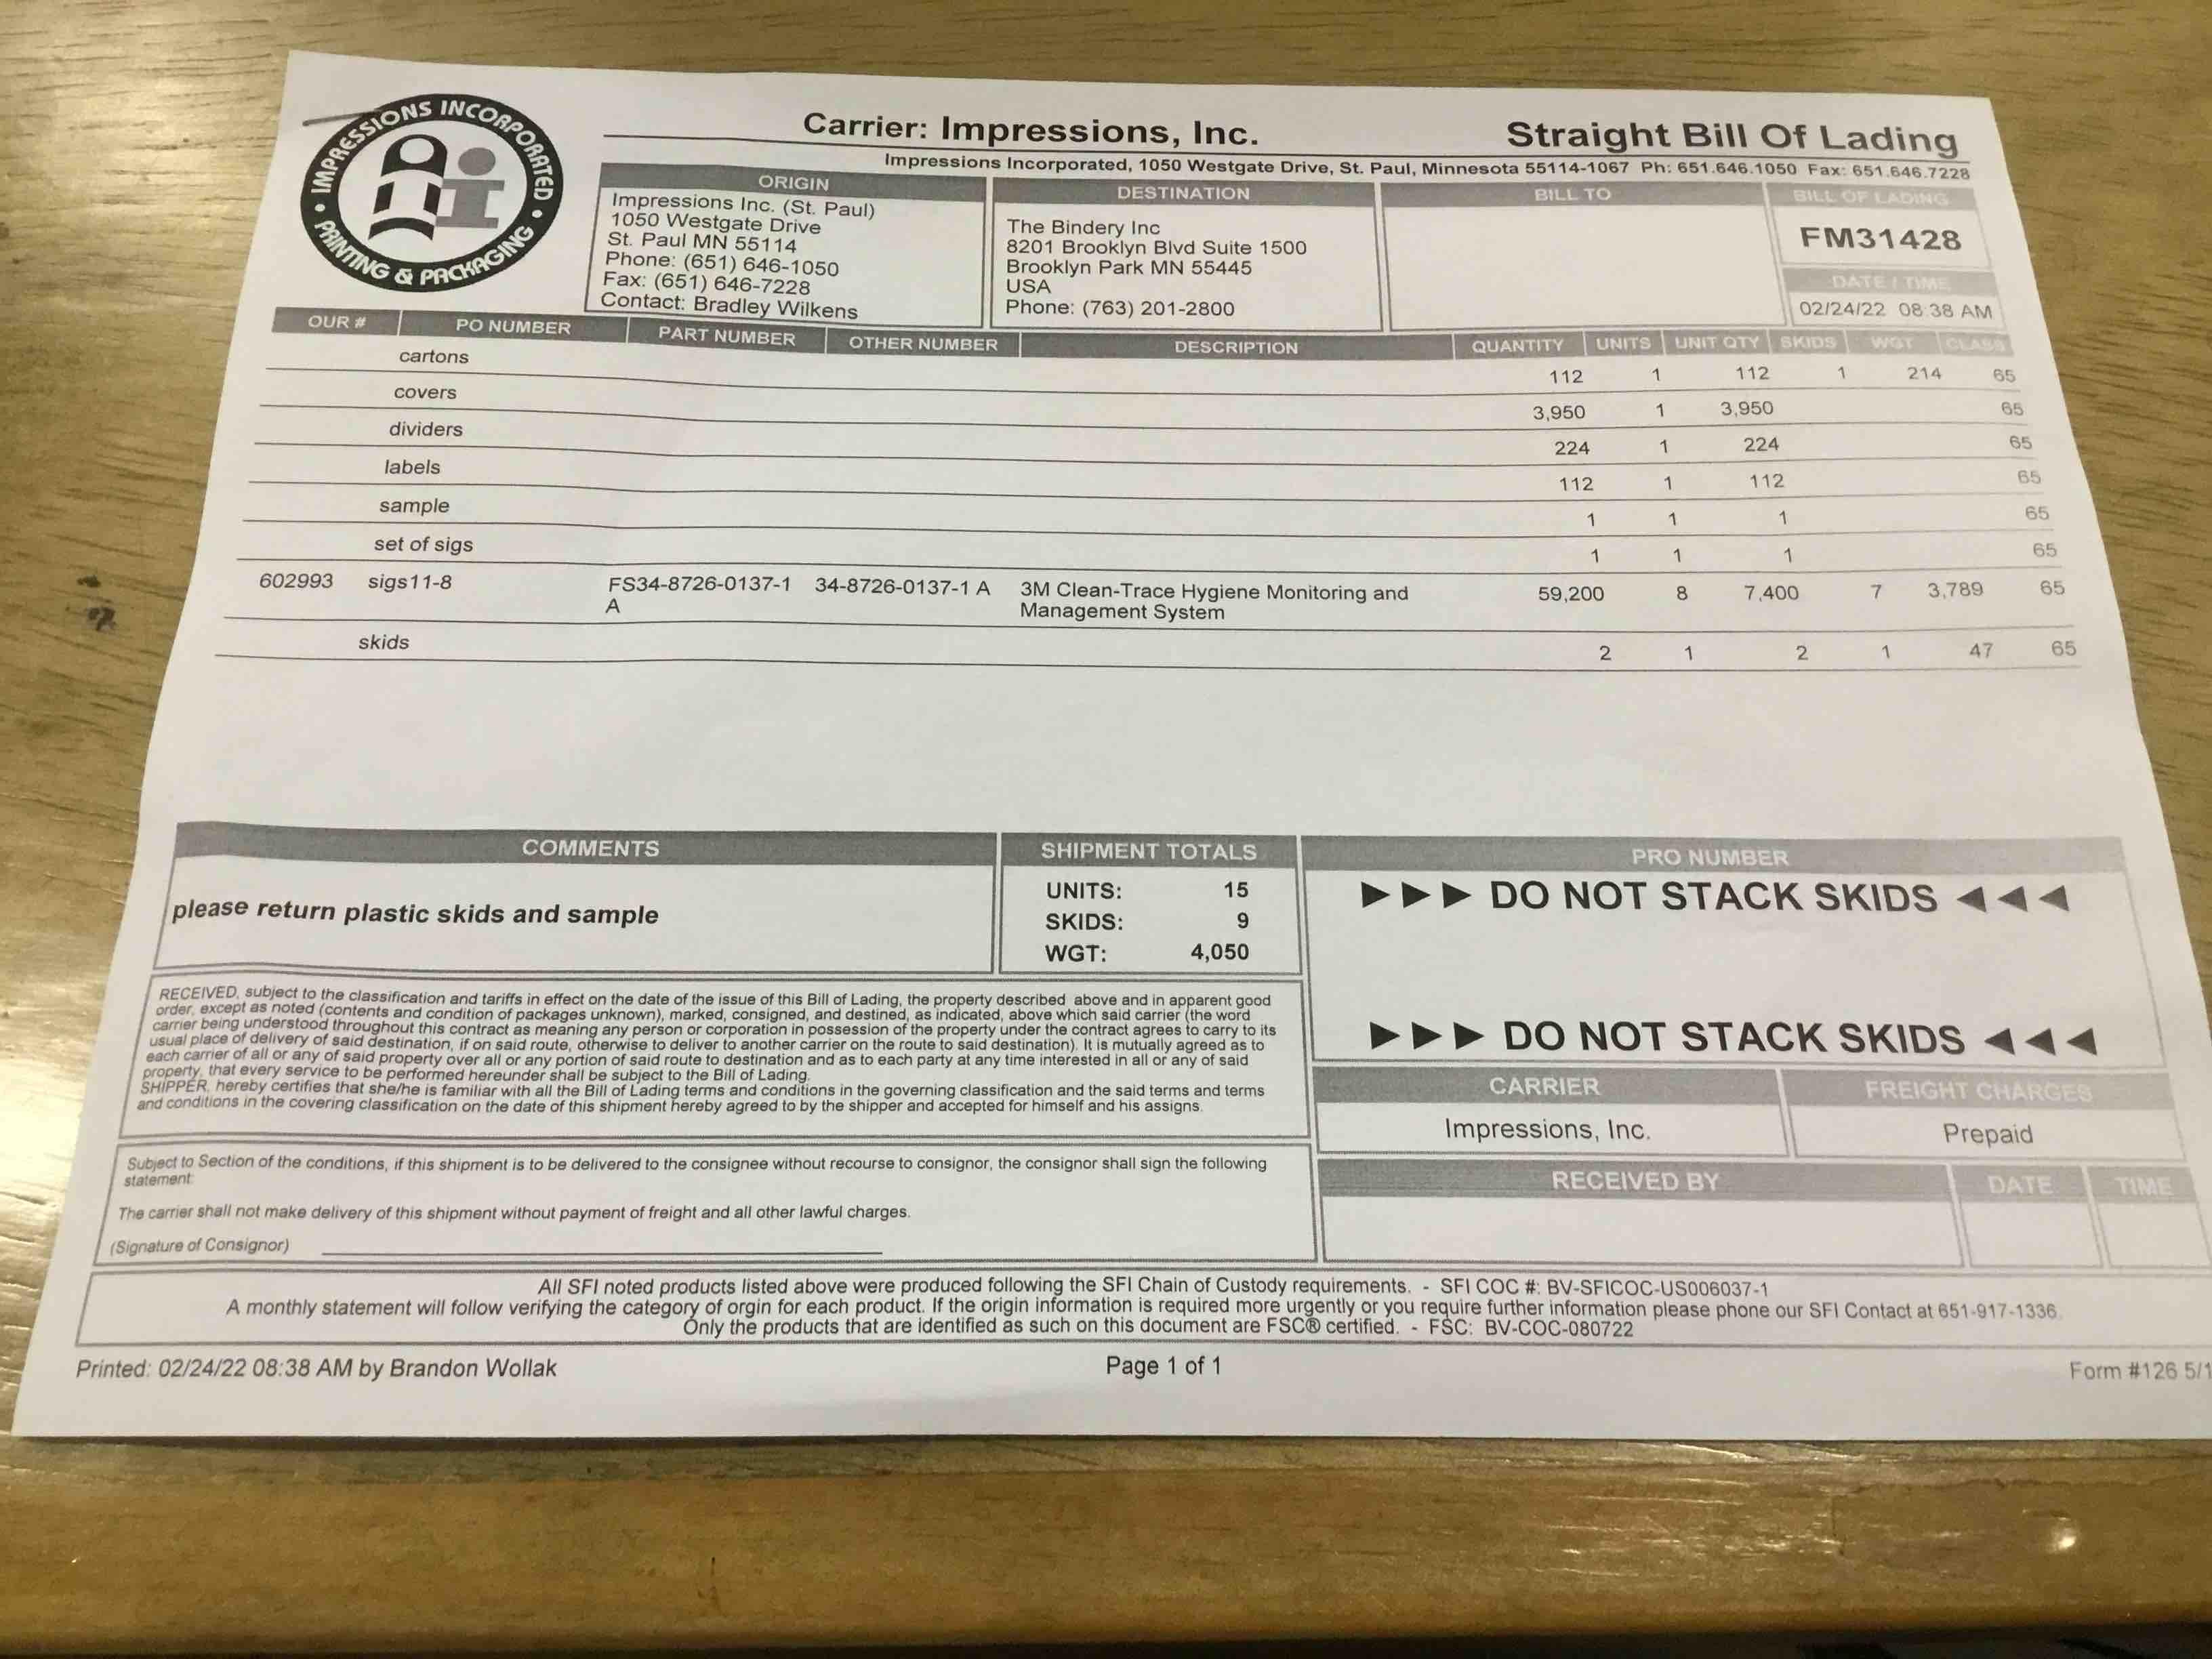 IMPRESSIONS INCORPORATED
PRINTING & PACKAGING
Carrier: Impressions, Inc.
Straight Bill Of Lading
Impressions Incorporated, 1050 Westgate Drive, St. Paul, Minnesota 55114-1067 Ph: 651.646.1050 Fax: 651.646.7228
ORIGIN
Impressions Inc. (St. Paul)
1050 Westgate Drive
St. Paul MN 55114
Phone: (651) 646-1050
Fax: (651) 646-7228
Contact: Bradley Wilkens
DESTINATION
The Bindery Inc
8201 Brooklyn Blvd Suite 1500
Brooklyn Park MN 55445
USA
Phone: (763) 201-2800
BILL TO
BILL OF LADING
FM31428
DATE / TIME
02/24/22 08:38 AM
OUR # PO NUMBER PART NUMBER OTHER NUMBER DESCRIPTION QUANTITY UNITS UNIT QTY SKIDS WGT CLASS
cartons 112 1 112 1 214 65
covers 3,950 1 3,950 65
dividers 224 1 224 65
labels 112 1 112 65
sample 1 1 1 65
set of sigs 1 1 1 65
602993 sigs11-8 FS34-8726-0137-1 34-8726-0137-1 A 3M Clean-Trace Hygiene Monitoring and 59,200 8 7,400 7 3,789 65
A Management System
skids 2 1 2 1 47 65
COMMENTS
please return plastic skids and sample
SHIPMENT TOTALS
UNITS: 15
SKIDS: 9
WGT: 4,050
PRO NUMBER
►►► DO NOT STACK SKIDS ◄◄◄
►►► DO NOT STACK SKIDS ◄◄◄
RECEIVED, subject to the classification and tariffs in effect on the date of the issue of this Bill of Lading, the property described above and in apparent good
order, except as noted (contents and condition of packages unknown), marked, consigned, and destined, as indicated, above which said carrier (the word
carrier being understood throughout this contract as meaning any person or corporation in possession of the property under the contract agrees to carry to its
usual place of delivery of said destination, if on said route, otherwise to deliver to another carrier on the route to said destination). It is mutually agreed as to
each carrier of all or any of said property over all or any portion of said route to destination and as to each party at any time interested in all or any of said
property, that every service to be performed hereunder shall be subject to the Bill of Lading.
SHIPPER, hereby certifies that she/he is familiar with all the Bill of Lading terms and conditions in the governing classification and the said terms and terms
and conditions in the covering classification on the date of this shipment hereby agreed to by the shipper and accepted for himself and his assigns.
CARRIER
Impressions, Inc.
FREIGHT CHARGES
Prepaid
Subject to Section of the conditions, if this shipment is to be delivered to the consignee without recourse to consignor, the consignor shall sign the following
statement:
The carrier shall not make delivery of this shipment without payment of freight and all other lawful charges.
(Signature of Consignor)
RECEIVED BY DATE TIME
All SFI noted products listed above were produced following the SFI Chain of Custody requirements. - SFI COC #: BV-SFICOC-US006037-1
A monthly statement will follow verifying the category of orgin for each product. If the origin information is required more urgently or you require further information please phone our SFI Contact at 651-917-1336.
Only the products that are identified as such on this document are FSC® certified. - FSC: BV-COC-080722
Printed: 02/24/22 08:38 AM by Brandon Wollak
Page 1 of 1
Form #126 5/1